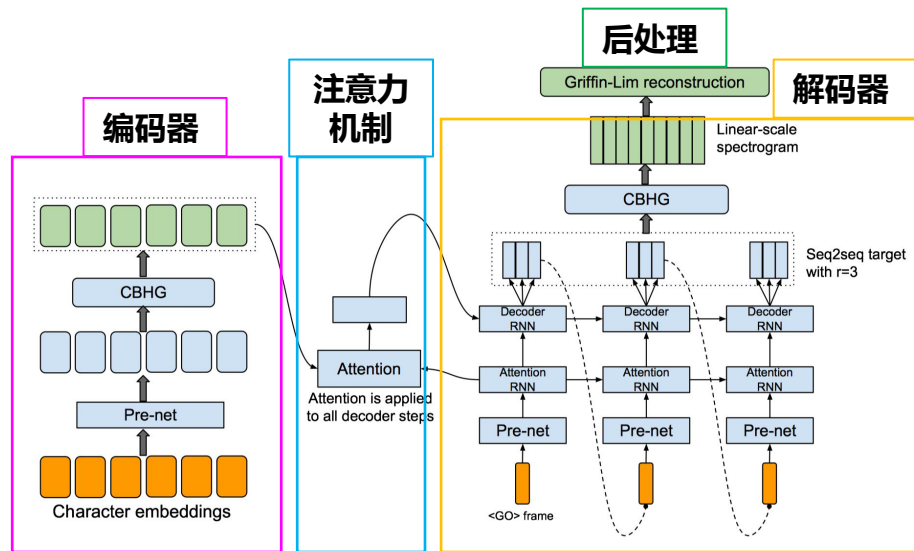 后处理
Griffin-Lim reconstruction
解码器
注意力
机制
编码器
Linear-scale
spectrogram
CBHG
Seq2seq target
with r=3
CBHG
Decoder
RNN
Decoder
RNN
Decoder
RNN
Attention
Attention
RNN
Attention
RNN
Attention
RNN
Attention is applied
to all decoder steps
Pre-net
Pre-net
Pre-net
Pre-net
Character embeddings
<GO> frame